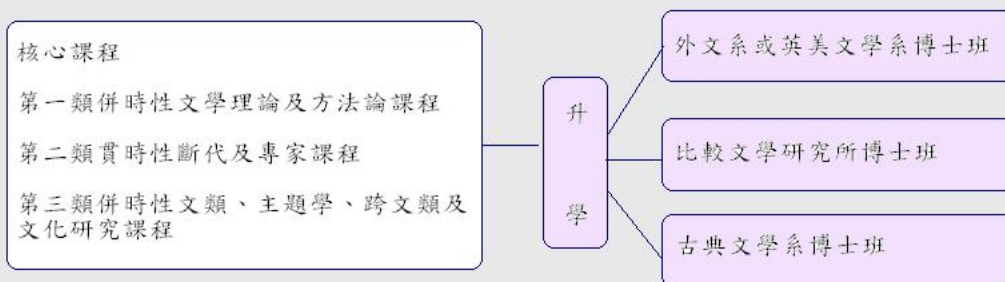 核心課程
第一類併時性文學理論及方法論課程
第二類貫時性斷代及專家課程
第三類併時性文類、主題學、跨文類及
文化研究課程
升
學
外文系或英美文學系博士班
比較文學研究所博士班
古典文學系博士班